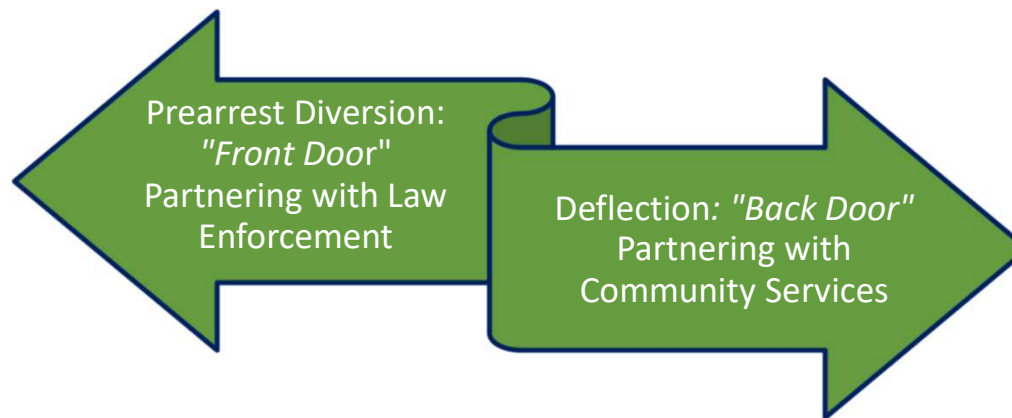 Prearrest Diversion:
"Front Door"
Partnering with Law
Enforcement
Deflection: "Back Door"
Partnering with
Community Services